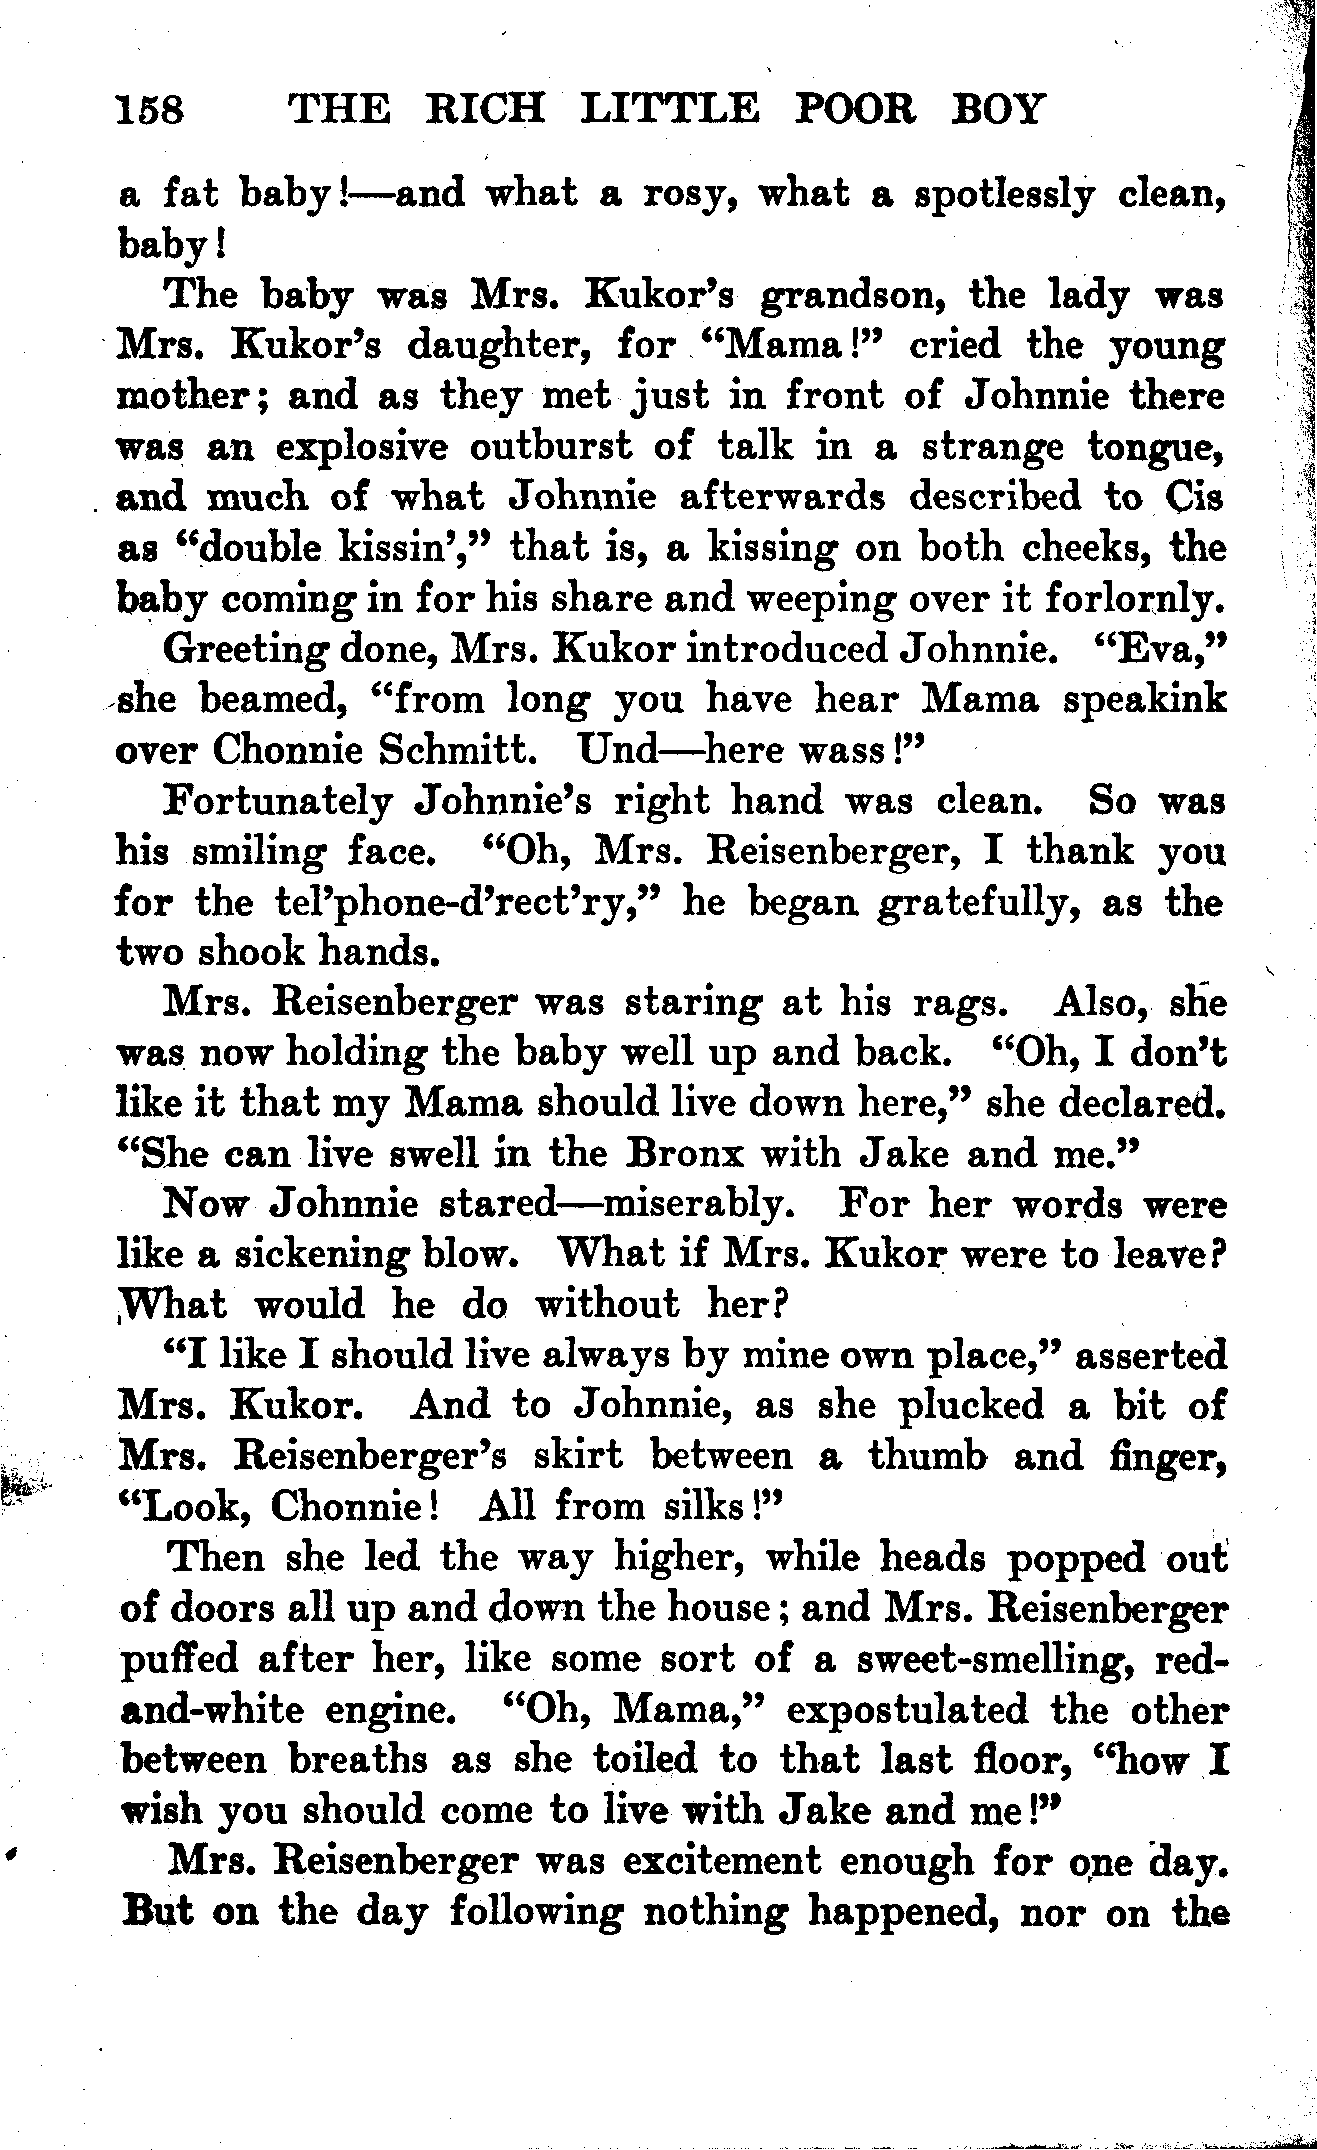 158 THE RICH LITTLE POOR BOY
a fat baby!—and what a rosy, what a spotlessly clean,
baby!
The baby was Mrs. Kukor's grandson, the lady was
Mrs. Kukor's daughter, for "Mama!" cried the young
mother; and as they met just in front of Johnnie there
was an explosive outburst of talk in a strange tongue,
and much of what Johnnie afterwards described to Cis
as "double kissin'," that is, a kissing on both cheeks, the
baby coming in for his share and weeping over it forlornly.
Greeting done, Mrs. Kukor introduced Johnnie. "Eva,"
she beamed, "from long you have hear Mama speakink
over Chonnie Schmitt. Und—here wass!"
Fortunately Johnnie's right hand was clean. So was
his smiling face. "Oh, Mrs. Reisenberger, I thank you
for the tel'phone-d'rect'ry," he began gratefully, as the
two shook hands.
Mrs. Reisenberger was staring at his rags. Also, she
was now holding the baby well up and back. "Oh, I don't
like it that my Mama should live down here," she declared.
"She can live swell in the Bronx with Jake and me."
Now Johnnie stared—miserably. For her words were
like a sickening blow. What if Mrs. Kukor were to leave?
What would he do without her?
"I like I should live always by mine own place," asserted
Mrs. Kukor. And to Johnnie, as she plucked a bit of
Mrs. Reisenberger's skirt between a thumb and finger,
"Look, Chonnie! All from silks!"
Then she led the way higher, while heads popped out
of doors all up and down the house; and Mrs. Reisenberger
puffed after her, like some sort of a sweet-smelling, red-
and-white engine. "Oh, Mama," expostulated the other
between breaths as she toiled to that last floor, "how I
wish you should come to live with Jake and me!"
Mrs. Reisenberger was excitement enough for one day.
But on the day following nothing happened, nor on the